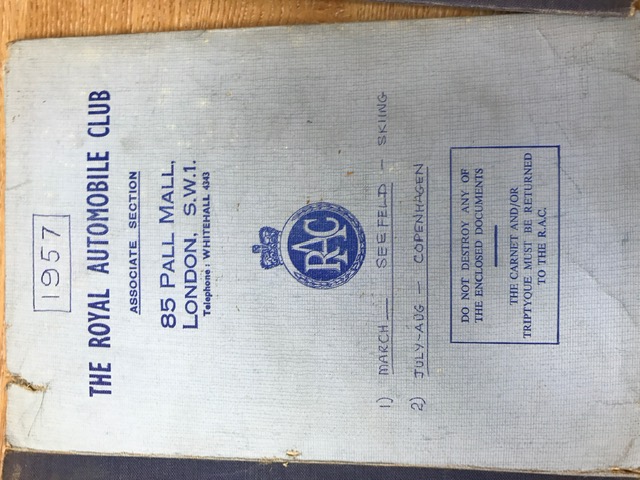 1957
THE ROYAL AUTOMOBILE CLUB
ASSOCIATE SECTION
85 PALL MALL,
LONDON, S.W.1.
Telephone: WHITEHALL 4343
RAC
1) MARCH — SEEFELD — SKIING
2) JULY-AUG — COPENHAGEN
DO NOT DESTROY ANY OF
THE ENCLOSED DOCUMENTS
THE CARNET AND/OR
TRIPTYQUE MUST BE RETURNED
TO THE R.A.C.